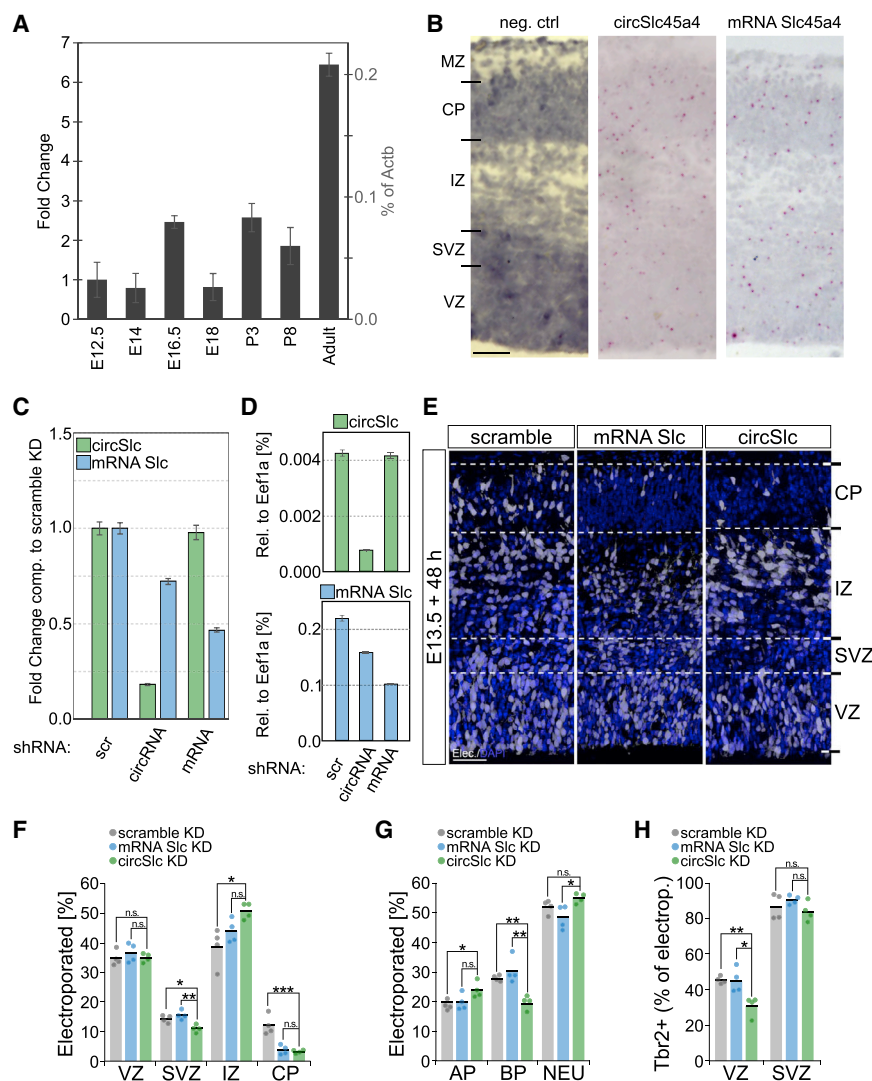 A
Fold Change
7
6
5
4
3
2
1
0
0.2
0.1
0.0
% of Actb
E12.5
E14
E16.5
E18
P3
P8
Adult
B
neg. ctrl
circSlc45a4
mRNA Slc45a4
MZ
CP
IZ
SVZ
VZ
C
Fold Change comp. to scramble KD
1.5
1.0
0.5
0.0
circSlc
mRNA Slc
shRNA:
scr
circRNA
mRNA
D
circSlc
Rel. to Eef1a [%]
0.004
0.002
0.000
mRNA Slc
Rel. to Eef1a [%]
0.2
0.1
0.0
shRNA:
scr
circRNA
mRNA
E
scramble
mRNA Slc
circSlc
E13.5 + 48 h
CP
IZ
SVZ
VZ
Elec./DAPI
F
scramble KD
mRNA Slc KD
circSlc KD
Electroporated [%]
60
50
40
30
20
10
0
n.s.
n.s.
*
**
*
n.s.
***
n.s.
VZ
SVZ
IZ
CP
G
scramble KD
mRNA Slc KD
circSlc KD
Electroporated [%]
60
50
40
30
20
10
0
*
n.s.
**
**
n.s.
*
AP
BP
NEU
H
scramble KD
mRNA Slc KD
circSlc KD
Tbr2+ (% of electrop.)
100
80
60
40
20
0
**
*
n.s.
n.s.
VZ
SVZ